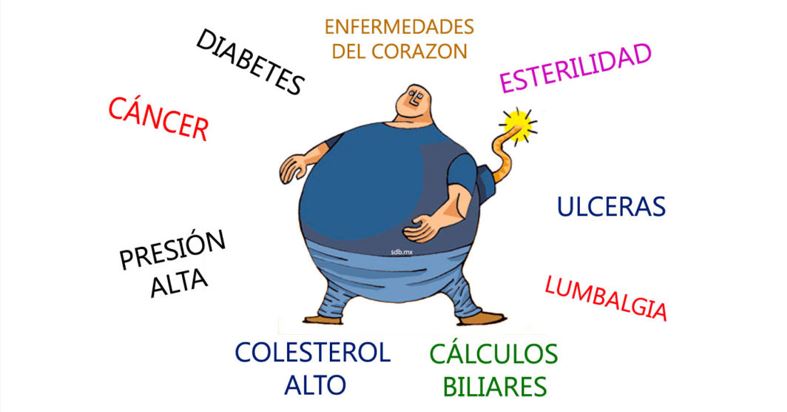 ENFERMEDADES
DEL CORAZON
DIABETES
ESTERILIDAD
CÁNCER
ULCERAS
PRESIÓN
ALTA
sdb.mx
LUMBALGIA
COLESTEROL
ALTO
CÁLCULOS
BILIARES